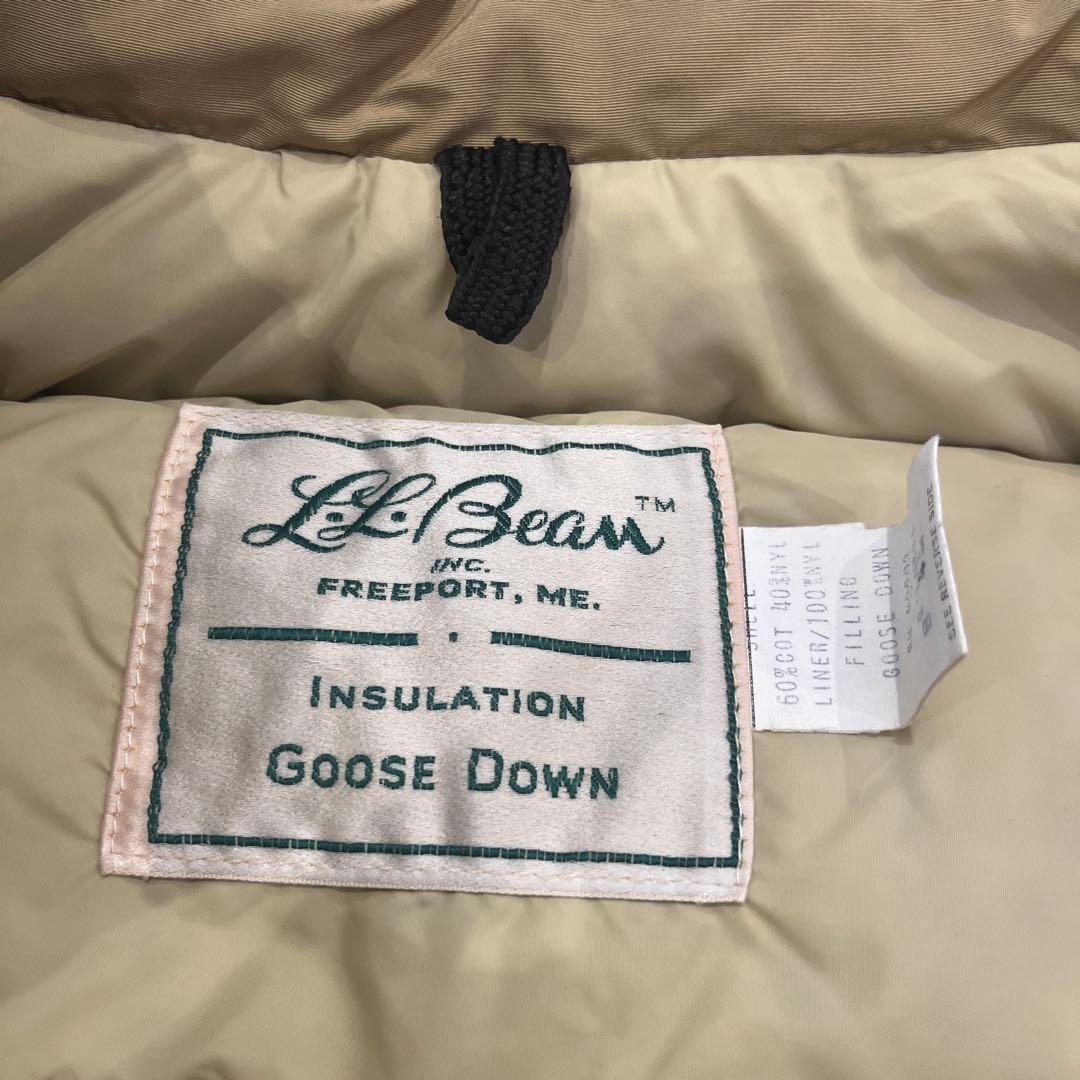 L.L.Bean™
INC.
FREEPORT, ME.
INSULATION
GOOSE DOWN
SHELL
60%COT 40%NYL
LINER/100%NYL
FILLING
GOOSE DOWN
SEE REVERSE SIDE